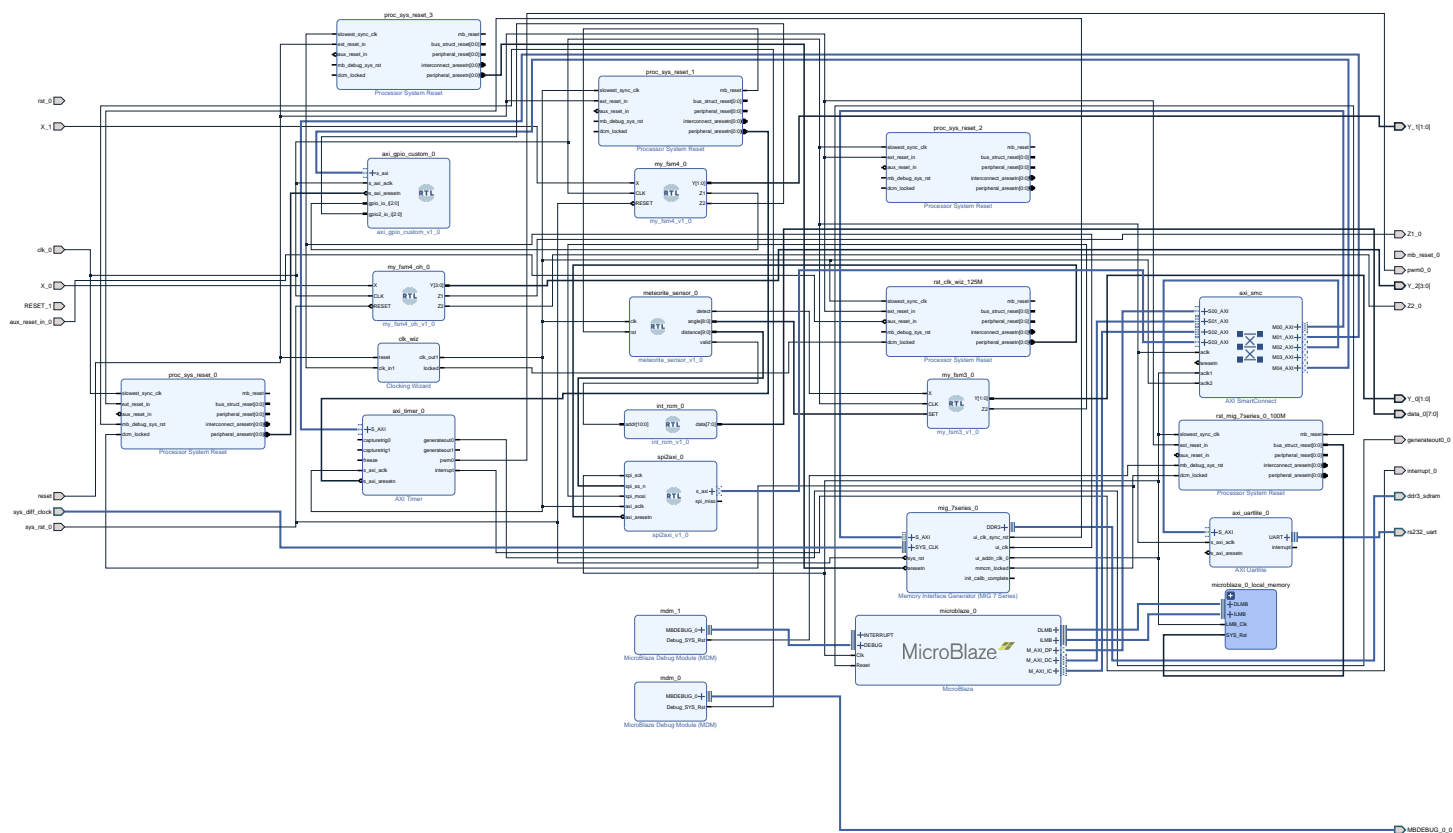 proc_sys_reset_3
slowest_sync_clk
ext_reset_in
aux_reset_in
mb_debug_sys_rst
dcm_locked
mb_reset
bus_struct_reset[0:0]
peripheral_reset[0:0]
interconnect_aresetn[0:0]
peripheral_aresetn[0:0]
Processor System Reset
proc_sys_reset_1
slowest_sync_clk
ext_reset_in
aux_reset_in
mb_debug_sys_rst
dcm_locked
mb_reset
bus_struct_reset[0:0]
peripheral_reset[0:0]
interconnect_aresetn[0:0]
peripheral_aresetn[0:0]
Processor System Reset
proc_sys_reset_2
slowest_sync_clk
ext_reset_in
aux_reset_in
mb_debug_sys_rst
dcm_locked
mb_reset
bus_struct_reset[0:0]
peripheral_reset[0:0]
interconnect_aresetn[0:0]
peripheral_aresetn[0:0]
Processor System Reset
rst_0
X_1
clk_0
X_0
RESET_1
aux_reset_in_0
reset
sys_diff_clock
sys_rst_0
axi_gpio_custom_0
s_axi
s_axi_aclk
s_axi_aresetn
gpio_io_i[2:0]
gpio2_io_i[2:0]
RTL
axi_gpio_custom_v1_0
my_fsm4_0
X
CLK
RESET
RTL
Y[1:0]
Z1
Z2
my_fsm4_v1_0
my_fsm4_oh_0
X
CLK
RESET
RTL
Y[3:0]
Z1
Z2
my_fsm4_oh_v1_0
meteorite_sensor_0
clk
rst
RTL
detect
angle[8:0]
distance[9:0]
valid
meteorite_sensor_v1_0
rst_clk_wiz_125M
slowest_sync_clk
ext_reset_in
aux_reset_in
mb_debug_sys_rst
dcm_locked
mb_reset
bus_struct_reset[0:0]
peripheral_reset[0:0]
interconnect_aresetn[0:0]
peripheral_aresetn[0:0]
Processor System Reset
axi_smc
S00_AXI
S01_AXI
S02_AXI
S03_AXI
aclk
aresetn
aclk1
aclk2
M00_AXI
M01_AXI
M02_AXI
M03_AXI
M04_AXI
AXI SmartConnect
clk_wiz
reset
clk_in1
clk_out1
locked
Clocking Wizard
proc_sys_reset_0
slowest_sync_clk
ext_reset_in
aux_reset_in
mb_debug_sys_rst
dcm_locked
mb_reset
bus_struct_reset[0:0]
peripheral_reset[0:0]
interconnect_aresetn[0:0]
peripheral_aresetn[0:0]
Processor System Reset
my_fsm3_0
X
CLK
SET
RTL
Y[1:0]
Z2
my_fsm3_v1_0
axi_timer_0
S_AXI
capturetrig0
capturetrig1
freeze
s_axi_aclk
s_axi_aresetn
generateout0
generateout1
pwm0
interrupt
AXI Timer
int_rom_0
addr[10:0]
data[7:0]
int_rom_v1_0
rst_mig_7series_0_100M
slowest_sync_clk
ext_reset_in
aux_reset_in
mb_debug_sys_rst
dcm_locked
mb_reset
bus_struct_reset[0:0]
peripheral_reset[0:0]
interconnect_aresetn[0:0]
peripheral_aresetn[0:0]
Processor System Reset
spi2axi_0
spi_sck
spi_ss_n
spi_mosi
axi_aclk
axi_aresetn
RTL
s_axi
spi_miso
spi2axi_v1_0
mig_7series_0
S_AXI
SYS_CLK
sys_rst
aresetn
DDR3
ui_clk_sync_rst
ui_clk
ui_addn_clk_0
mmcm_locked
init_calib_complete
Memory Interface Generator (MIG 7 Series)
axi_uartlite_0
S_AXI
s_axi_aclk
s_axi_aresetn
UART
interrupt
AXI Uartlite
microblaze_0_local_memory
DLMB
ILMB
LMB_Clk
SYS_Rst
mdm_1
MBDEBUG_0
Debug_SYS_Rst
MicroBlaze Debug Module (MDM)
microblaze_0
INTERRUPT
DEBUG
Clk
Reset
MicroBlaze
DLMB
ILMB
M_AXI_DP
M_AXI_DC
M_AXI_IC
MicroBlaze
mdm_0
MBDEBUG_0
Debug_SYS_Rst
MicroBlaze Debug Module (MDM)
Y_1[1:0]
Z1_0
mb_reset_0
pwm0_0
Y_2[3:0]
Z2_0
Y_0[1:0]
data_0[7:0]
generateout0_0
interrupt_0
ddr3_sdram
rs232_uart
MBDEBUG_0_0